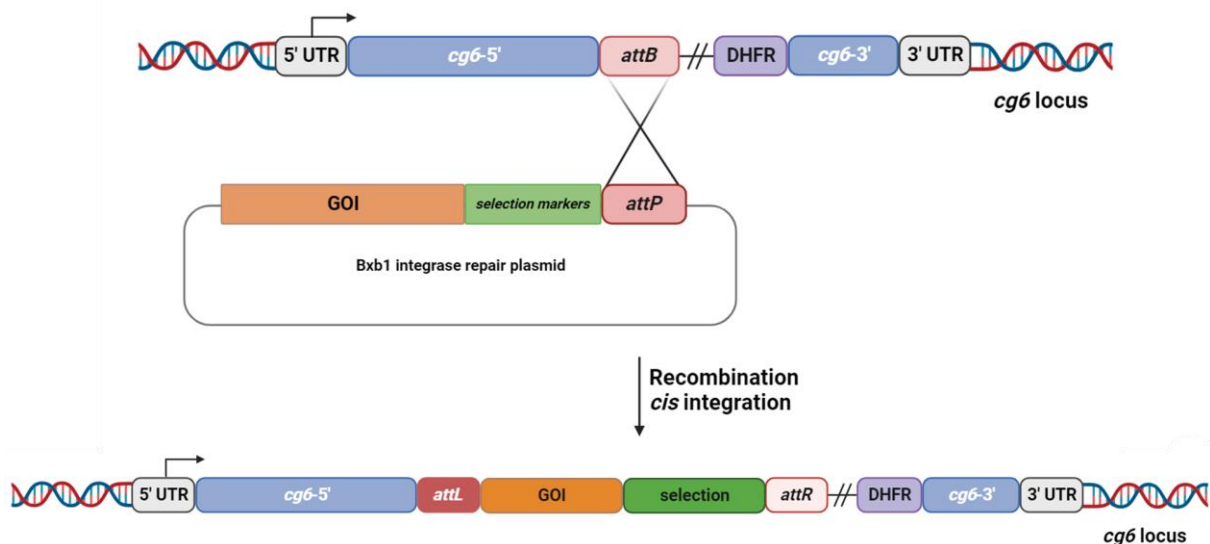 5' UTR cg6-5' attB DHFR cg6-3' 3' UTR
cg6 locus
GOI selection markers attP
Bxb1 integrase repair plasmid
Recombination
cis integration
5' UTR cg6-5' attL GOI selection attR DHFR cg6-3' 3' UTR
cg6 locus